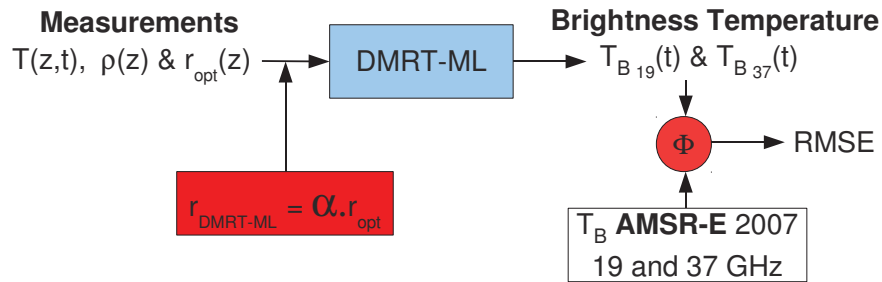 Measurements
T(z,t), ρ(z) & r_opt(z)
DMRT-ML
Brightness Temperature
T_B 19(t) & T_B 37(t)
Φ
RMSE
r_DMRT-ML = α.r_opt
T_B AMSR-E 2007
19 and 37 GHz